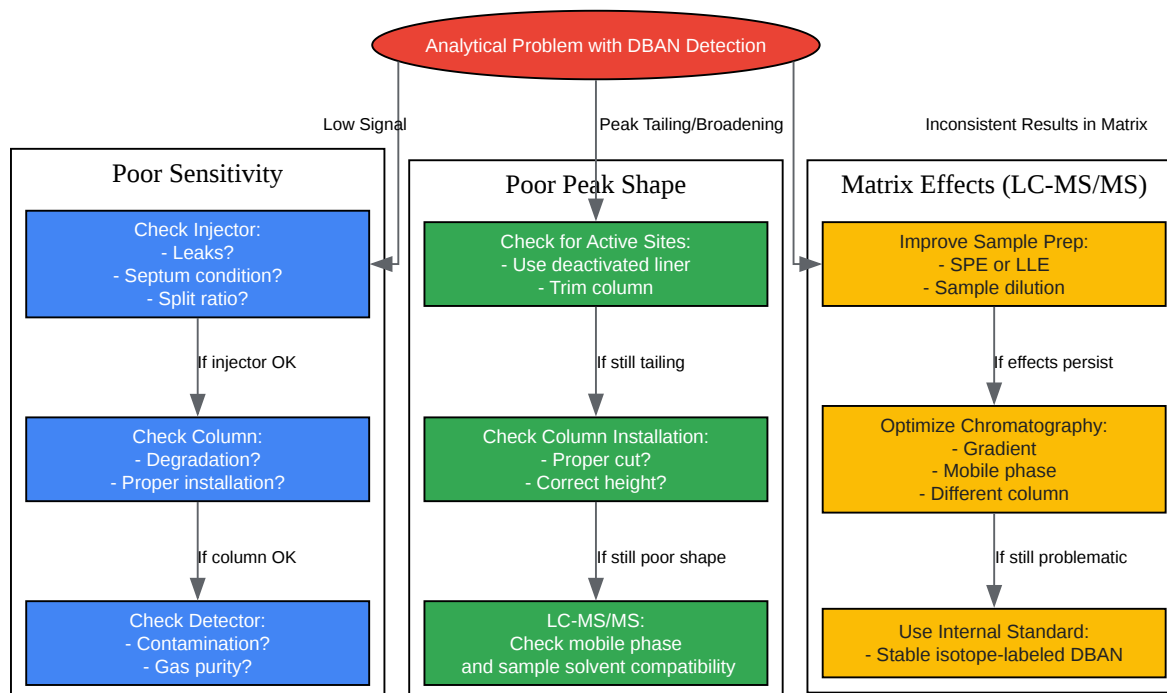 Analytical Problem with DBAN Detection
Low Signal
Peak Tailing/Broadening
Inconsistent Results in Matrix
Poor Sensitivity
Check Injector:
- Leaks?
- Septum condition?
- Split ratio?
If injector OK
Check Column:
- Degradation?
- Proper installation?
If column OK
Check Detector:
- Contamination?
- Gas purity?
Poor Peak Shape
Check for Active Sites:
- Use deactivated liner
- Trim column
If still tailing
Check Column Installation:
- Proper cut?
- Correct height?
If still poor shape
LC-MS/MS:
Check mobile phase
and sample solvent compatibility
Matrix Effects (LC-MS/MS)
Improve Sample Prep:
- SPE or LLE
- Sample dilution
If effects persist
Optimize Chromatography:
- Gradient
- Mobile phase
- Different column
If still problematic
Use Internal Standard:
- Stable isotope-labeled DBAN